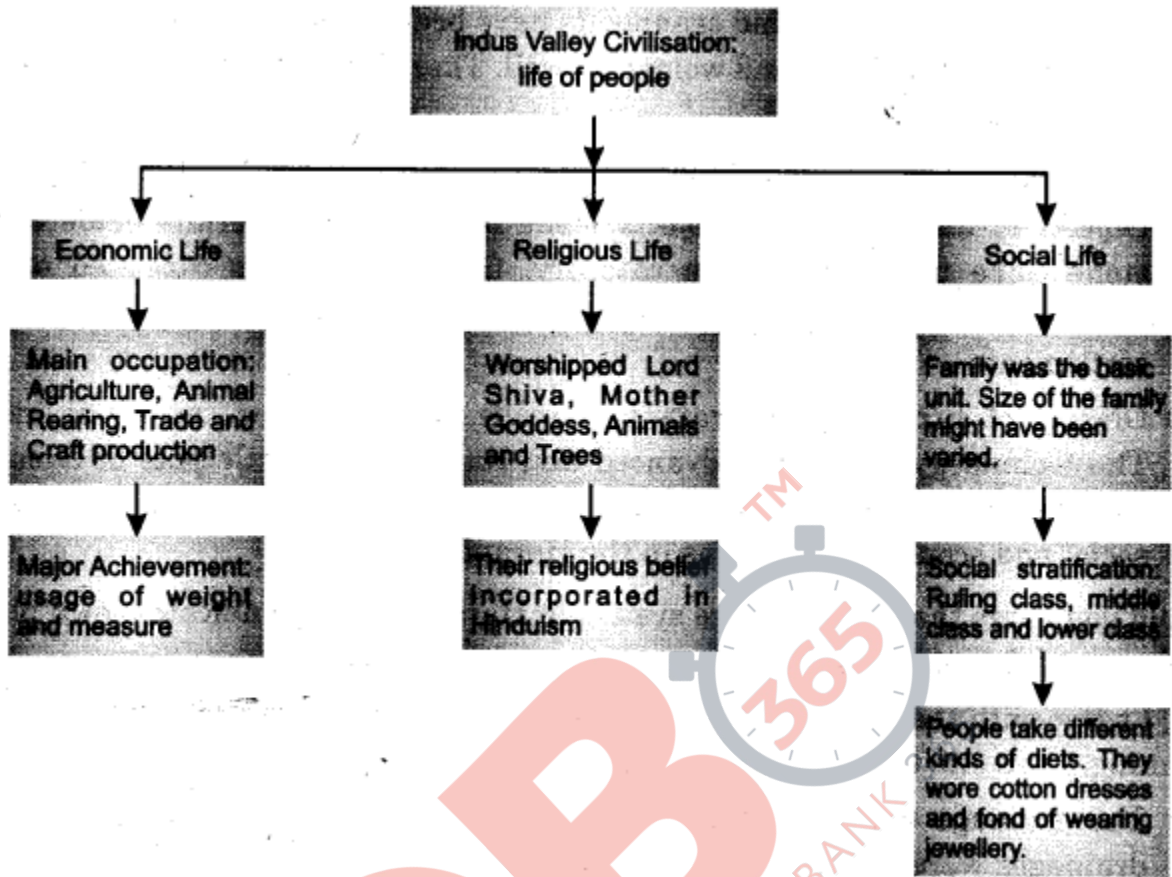 Indus Valley Civilisation:
life of people
Economic Life
Religious Life
Social Life
Main occupation:
Agriculture, Animal
Rearing, Trade and
Craft production
Worshipped Lord
Shiva, Mother
Goddess, Animals
and Trees
Family was the basic
unit. Size of the family
might have been
varied.
Major Achievement:
usage of weight
and measure
Their religious belief
incorporated in
Hinduism
Social stratification:
Ruling class, middle
class and lower class
People take different
kinds of diets. They
wore cotton dresses
and fond of wearing
jewellery.
TM
365
B
BANK